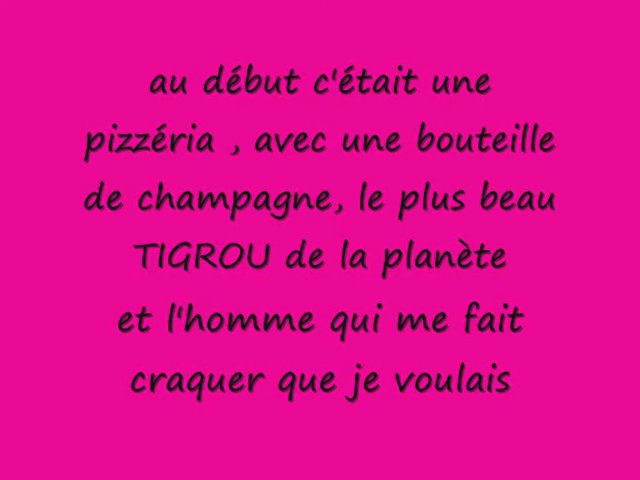 au début c'était une
pizzéria , avec une bouteille
de champagne, le plus beau
TIGROU de la planète
et l'homme qui me fait
craquer que je voulais